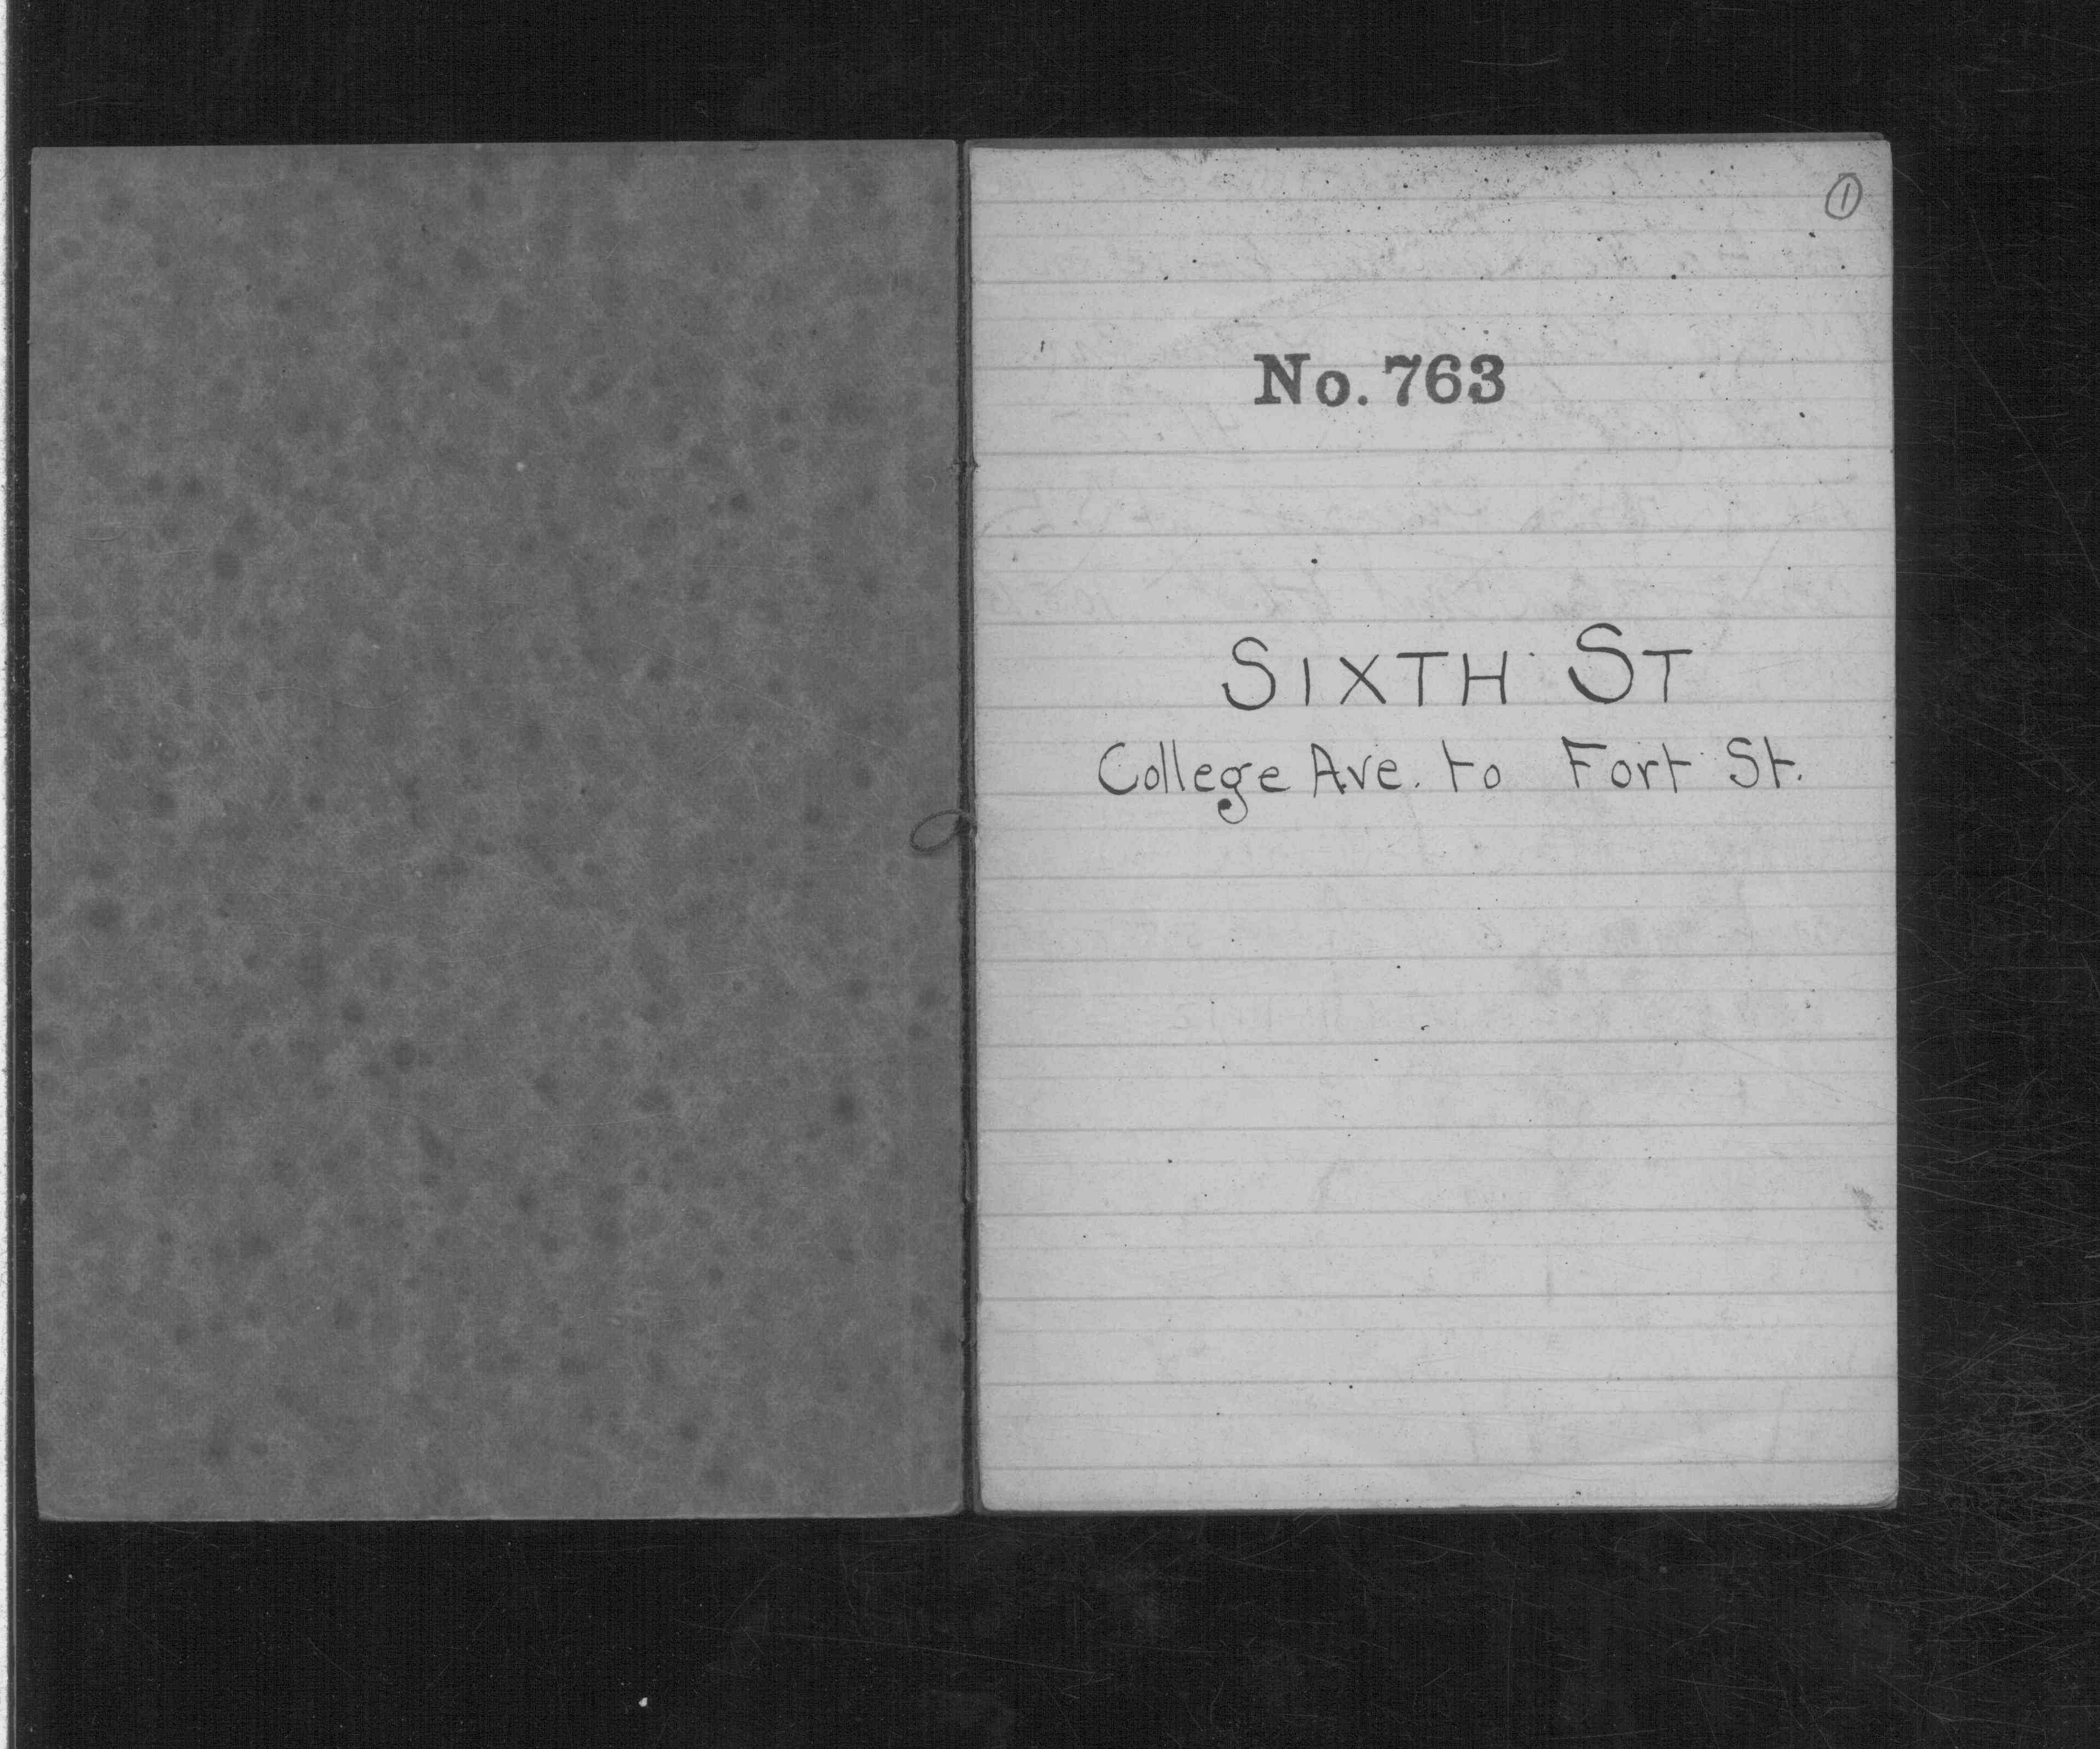 ①
No. 763
SIXTH ST
College Ave. to Fort St.